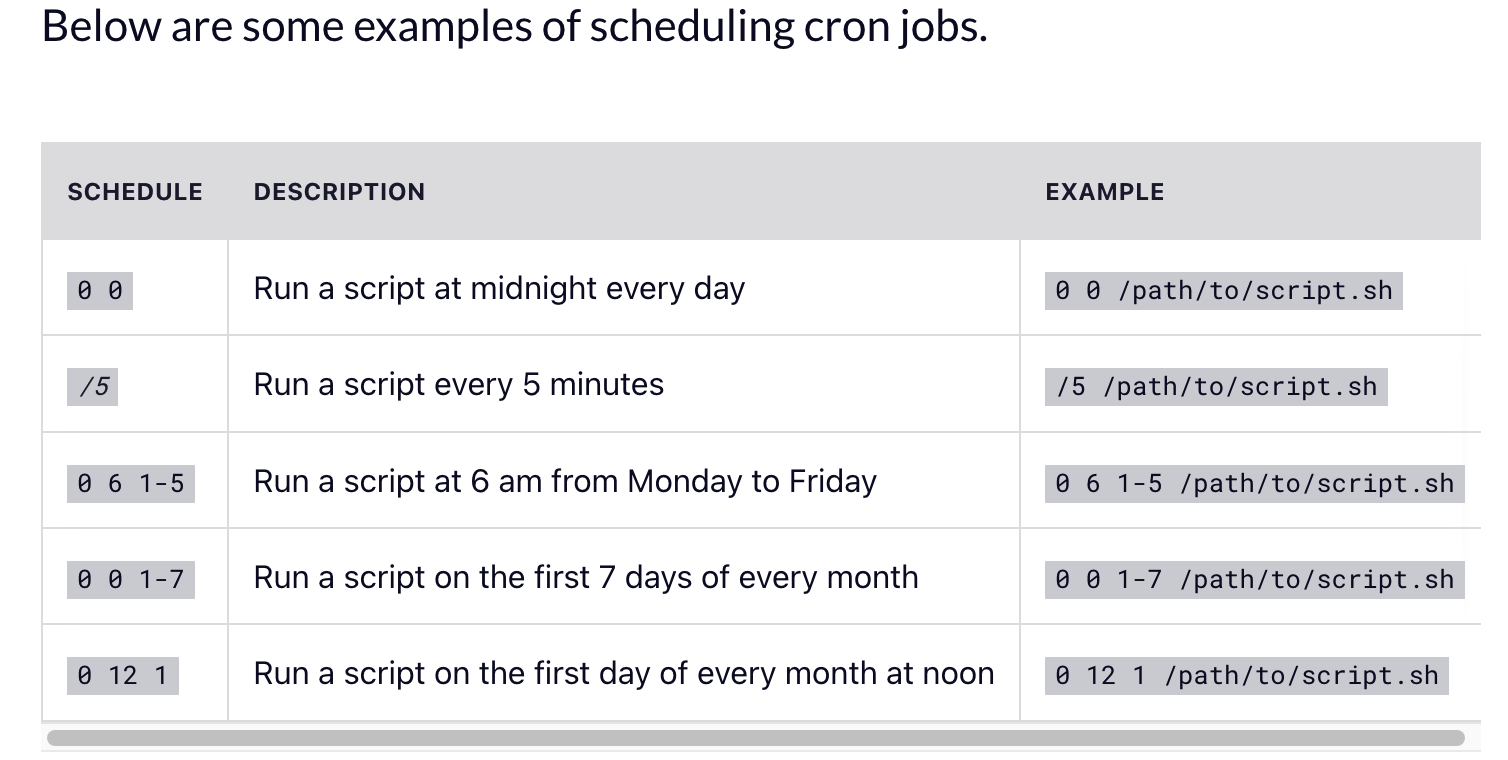 Below are some examples of scheduling cron jobs.
SCHEDULE DESCRIPTION EXAMPLE
0 0 Run a script at midnight every day 0 0 /path/to/script.sh
/5 Run a script every 5 minutes /5 /path/to/script.sh
0 6 1-5 Run a script at 6 am from Monday to Friday 0 6 1-5 /path/to/script.sh
0 0 1-7 Run a script on the first 7 days of every month 0 0 1-7 /path/to/script.sh
0 12 1 Run a script on the first day of every month at noon 0 12 1 /path/to/script.sh